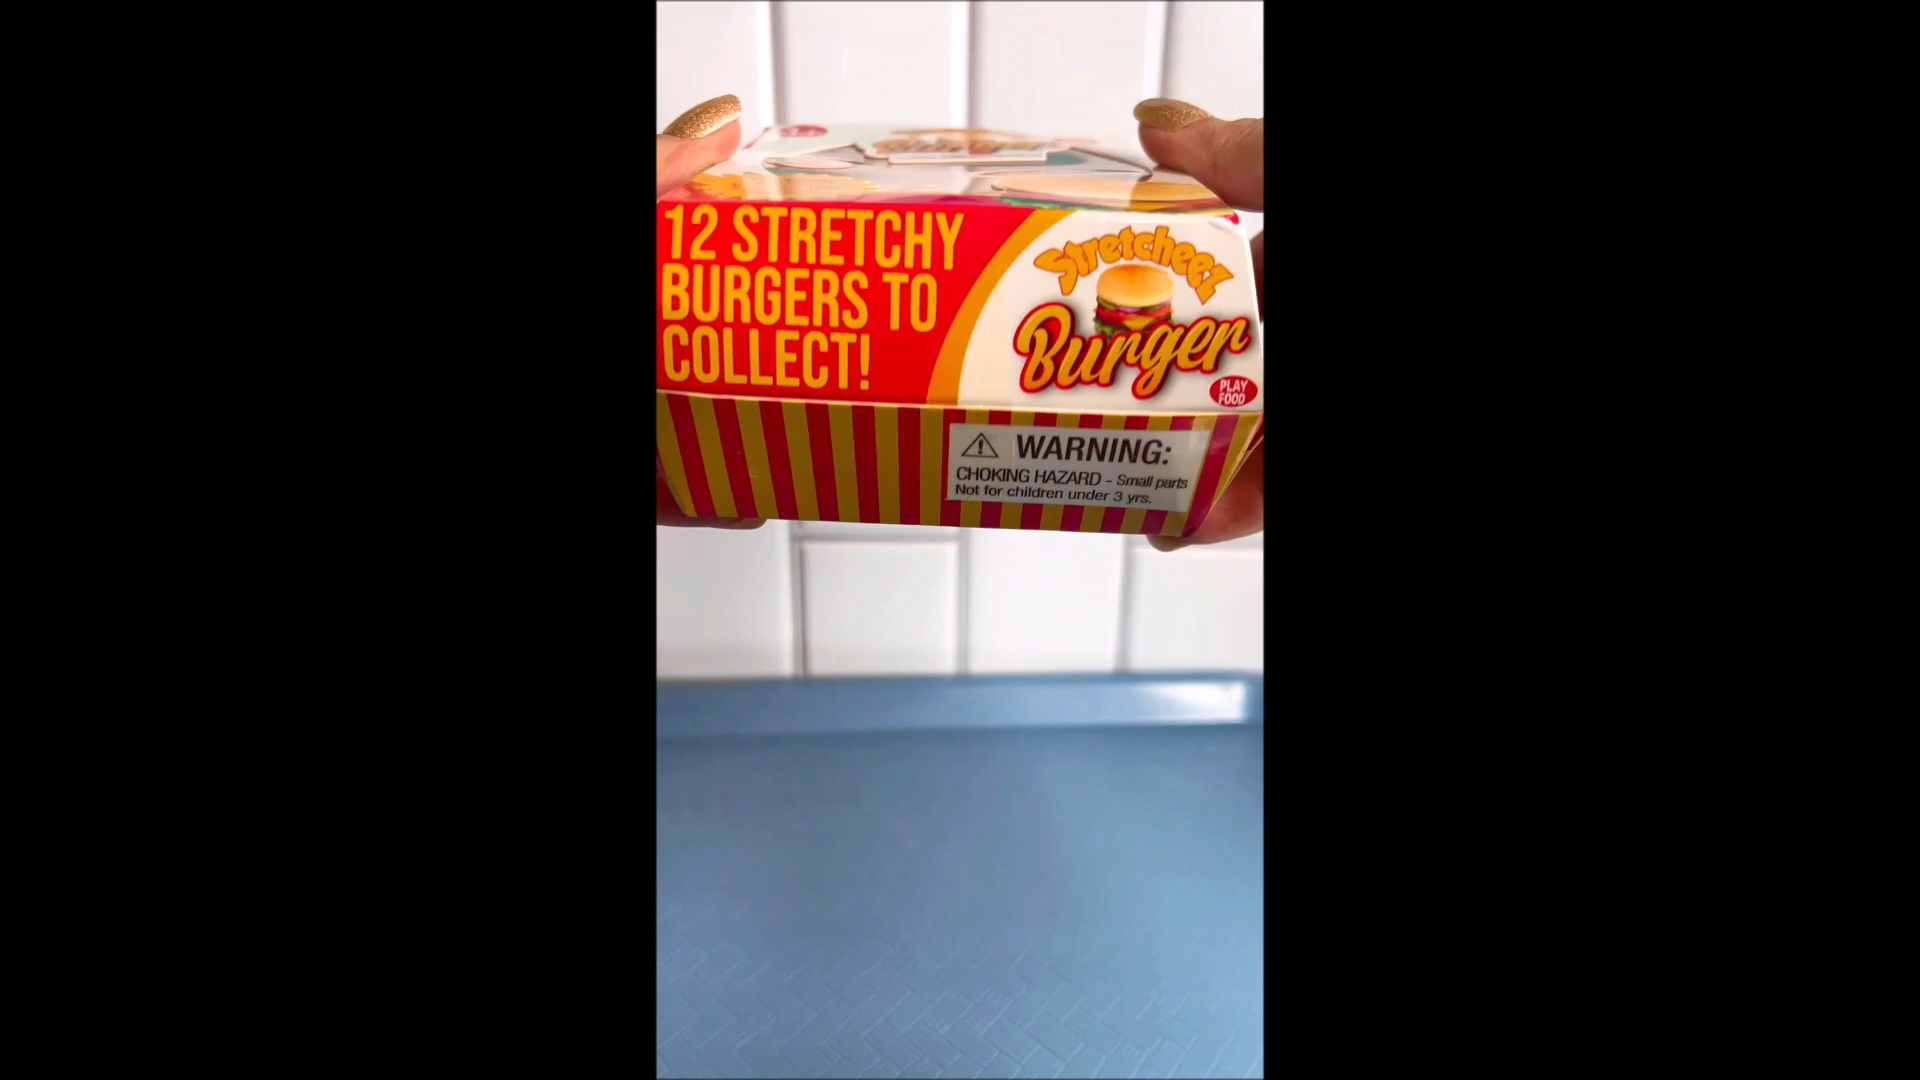 12 STRETCHY
BURGERS TO
COLLECT!
Stretcheez
Burger
PLAY
FOOD
WARNING:
CHOKING HAZARD - Small parts
Not for children under 3 yrs.